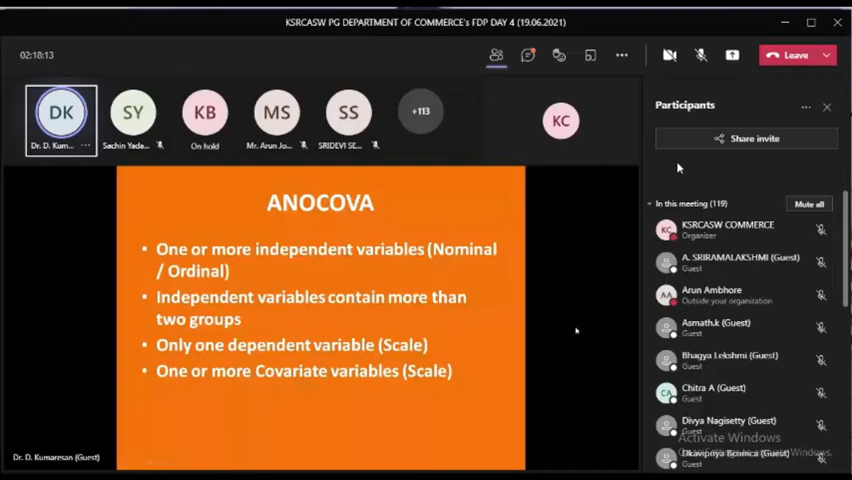 KSRCASW PG DEPARTMENT OF COMMERCE's FDP DAY 4 (19.06.2021)
02:18:13
Leave
DK
SY
KB
MS
SS
+113
KC
Dr. D. Kum...
Sachin Yada...
On hold
Mr. Arun Jo...
SRIDEVI SE...
Participants
Share invite
In this meeting (119)
Mute all
KC
KSRCASW COMMERCE
Organizer
A. SRIRAMALAKSHMI (Guest)
Guest
AA
Arun Ambhore
Outside your organization
Asmath.k (Guest)
Guest
Bhagya Lekshmi (Guest)
Guest
CA
Chitra A (Guest)
Guest
Divya Nagisetty (Guest)
Guest
Activate Windows
ANOCOVA
• One or more independent variables (Nominal
/ Ordinal)
• Independent variables contain more than
two groups
• Only one dependent variable (Scale)
• One or more Covariate variables (Scale)
Dr. D. Kumaresan (Guest)